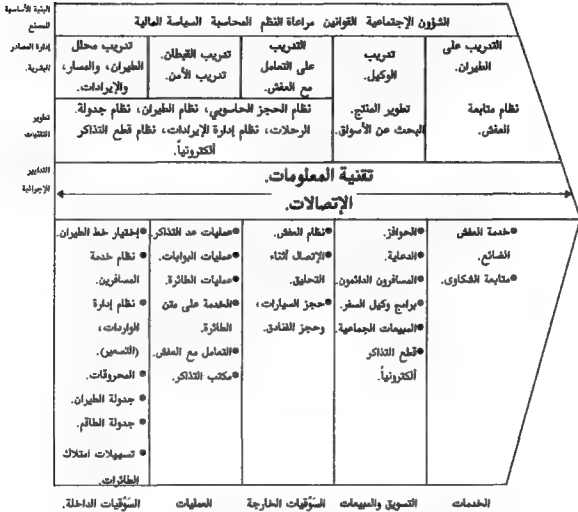 البنية الأساسية
للمصنع
الشؤون الإجتماعية القوانين مراعاة النظم المحاسبة السياسة المالية
إدارة المصادر
البشرية.
التدريب على
الطيران.
تدريب
الوكيل.
التدريب
على التعامل
مع العفش
تدريب القبطان
تدريب الأمن.
تدريب محلل
الطيران، والمسار،
والإيرادات.
تطوير
التقنيات
نظام متابعة
العفش.
تطوير المنتج.
البحث عن الأسواق.
نظام الحجز الحاسوبي، نظام الطيران، نظام جدولة.
الرحلات، نظام إدارة الإيرادات، نظام قطع التذاكر
ألكترونياً.
التدابير
الإجرائية
تقنية المعلومات.
الإتصالات.
●خدمة العفش
الضائع.
●متابعة الشكاوى.
●الحوافز.
●الدعاية.
●المسافرون الدائمون.
●برامج وكيل السفر.
●المبيعات الجماعية.
●قطع التذاكر
ألكترونياً.
●نظام العفش.
●الإتصال أثناء
التحليق.
●حجز السيارات،
وحجز الفنادق.
●عمليات عد التذاكر.
●عمليات البوابات.
●عمليات الطائرة.
●الخدمة على متن
الطائرة.
●التعامل مع العفش.
●مكتب التذاكر.
●إختيار خط الطيران.
● نظام خدمة
المسافرين.
● نظام إدارة
الواردات،
(التسعير).
● المحروقات.
● جدولة الطيران.
● جدولة الطاقم.
● تسهيلات امتلاك
الطائرات.
الخدمات
التسويق والمبيعات
السَوْقيات الخارجة
العمليات
السَوْقيات الداخلة.